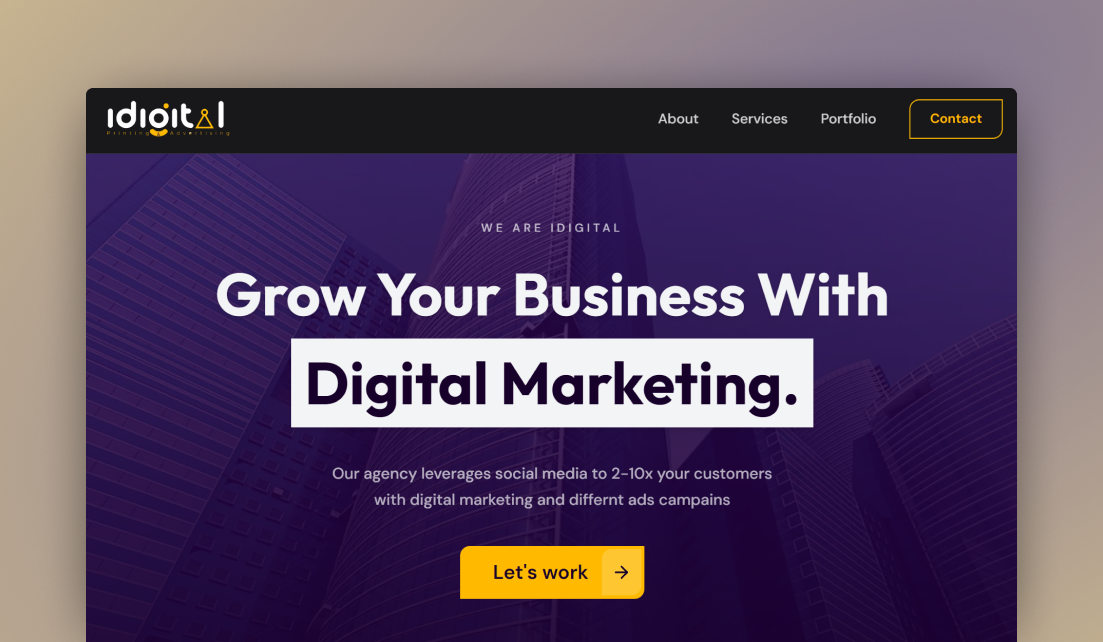 idigital
Printing & Advertising
About Services Portfolio Contact
WE ARE IDIGITAL
Grow Your Business With
Digital Marketing.
Our agency leverages social media to 2-10x your customers
with digital marketing and differnt ads campains
Let's work